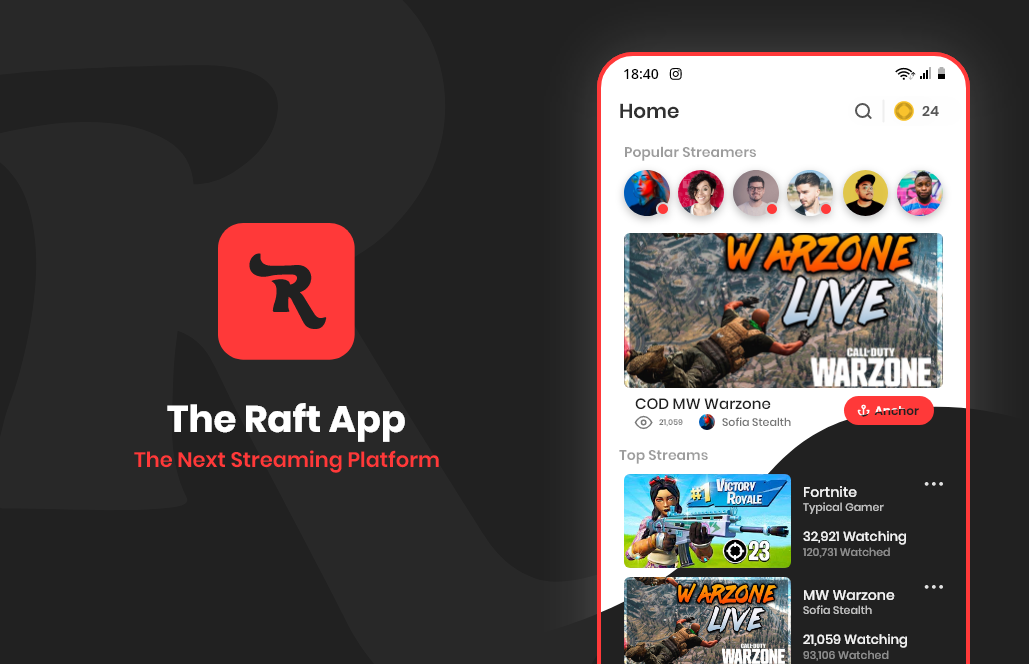 R
The Raft App
The Next Streaming Platform
18:40
Home
24
Popular Streamers
WARZONE
LIVE
CALL·DUTY
WARZONE
COD MW Warzone
21,059
Sofia Stealth
Anchor
Top Streams
#1 VICTORY
ROYALE
23
Fortnite
Typical Gamer
32,921 Watching
120,731 Watched
WARZONE
LIVE
CALL·DUTY
WARZONE
MW Warzone
Sofia Stealth
21,059 Watching
93,106 Watched